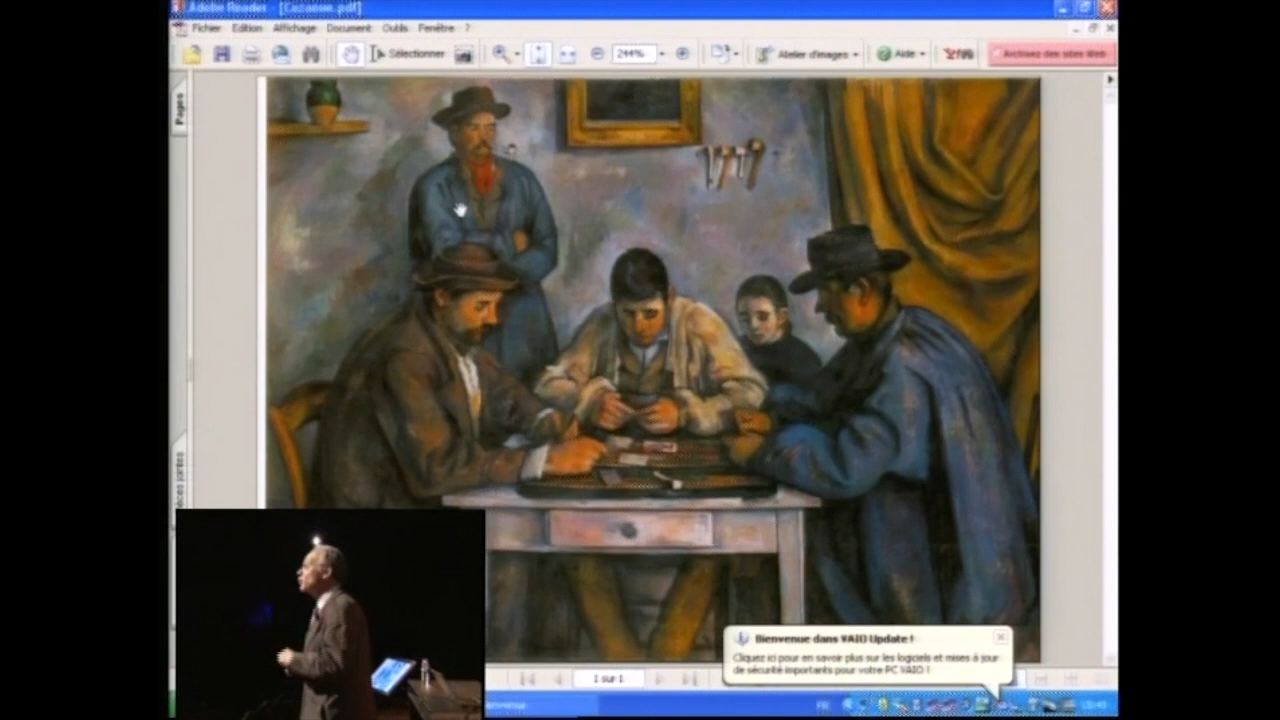 Adobe Reader - [Cezanne.pdf]
Fichier Edition Affichage Document Outils Fenêtre ?
Sélectionner 244% Atelier d'images Aide Archivez des sites Web
Pages
1 sur 1
Bienvenue dans VAIO Update !
Cliquez ici pour en savoir plus sur les logiciels et mises à jour
de sécurité importants pour votre PC VAIO !
FR